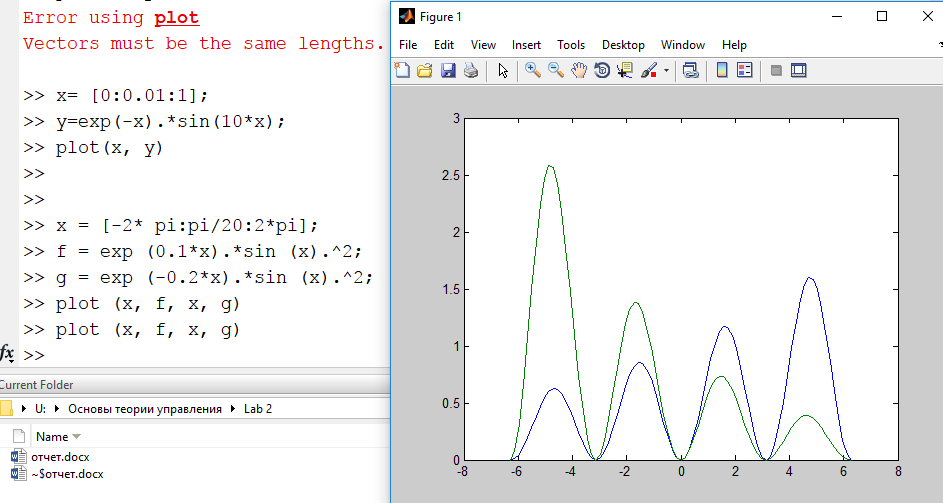 Error using plot
Vectors must be the same lengths.
>> x= [0:0.01:1];
>> y=exp(-x).*sin(10*x);
>> plot(x, y)
>>
>>
>> x = [-2* pi:pi/20:2*pi];
>> f = exp (0.1*x).*sin (x).^2;
>> g = exp (-0.2*x).*sin (x).^2;
>> plot (x, f, x, g)
>> plot (x, f, x, g)
fx >>
Current Folder
U: Основы теории управления Lab 2
Name
отчет.docx
~$отчет.docx
Figure 1
File Edit View Insert Tools Desktop Window Help
3
2.5
2
1.5
1
0.5
0
-8 -6 -4 -2 0 2 4 6 8